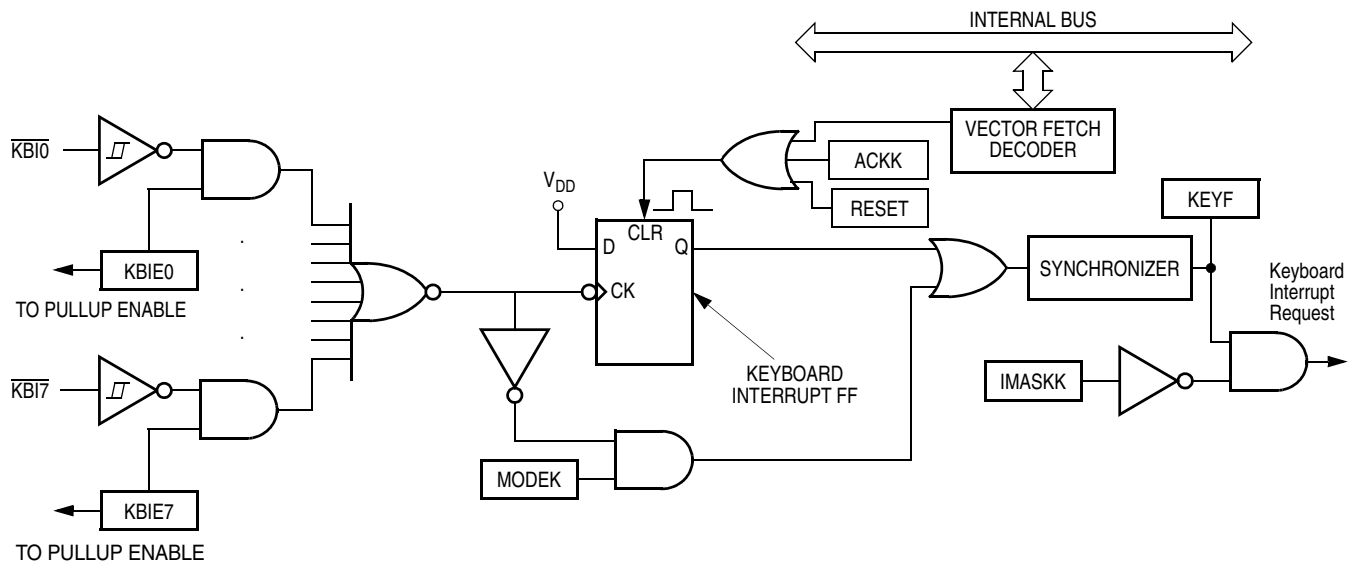 INTERNAL BUS
VECTOR FETCH
DECODER
ACKK
RESET
KBI0
KBIE0
TO PULLUP ENABLE
KBI7
KBIE7
TO PULLUP ENABLE
VDD
D
CLR
Q
CK
KEYBOARD
INTERRUPT FF
MODEK
SYNCHRONIZER
KEYF
IMASKK
Keyboard
Interrupt
Request